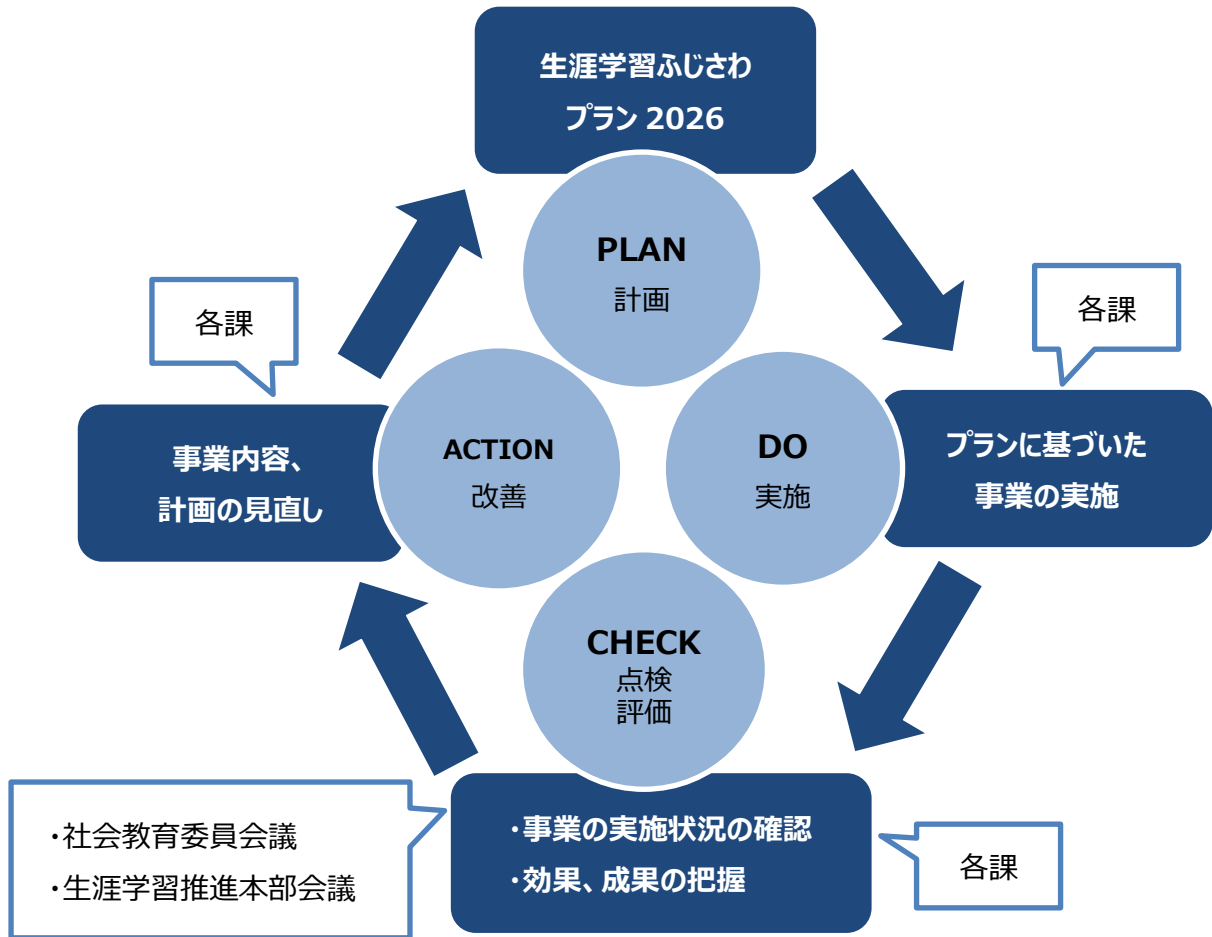 生涯学習ふじさわ
プラン 2026
PLAN
計画
各課
各課
ACTION
改善
DO
実施
事業内容、
計画の見直し
プランに基づいた
事業の実施
CHECK
点検
評価
・社会教育委員会議
・生涯学習推進本部会議
・事業の実施状況の確認
・効果、成果の把握
各課